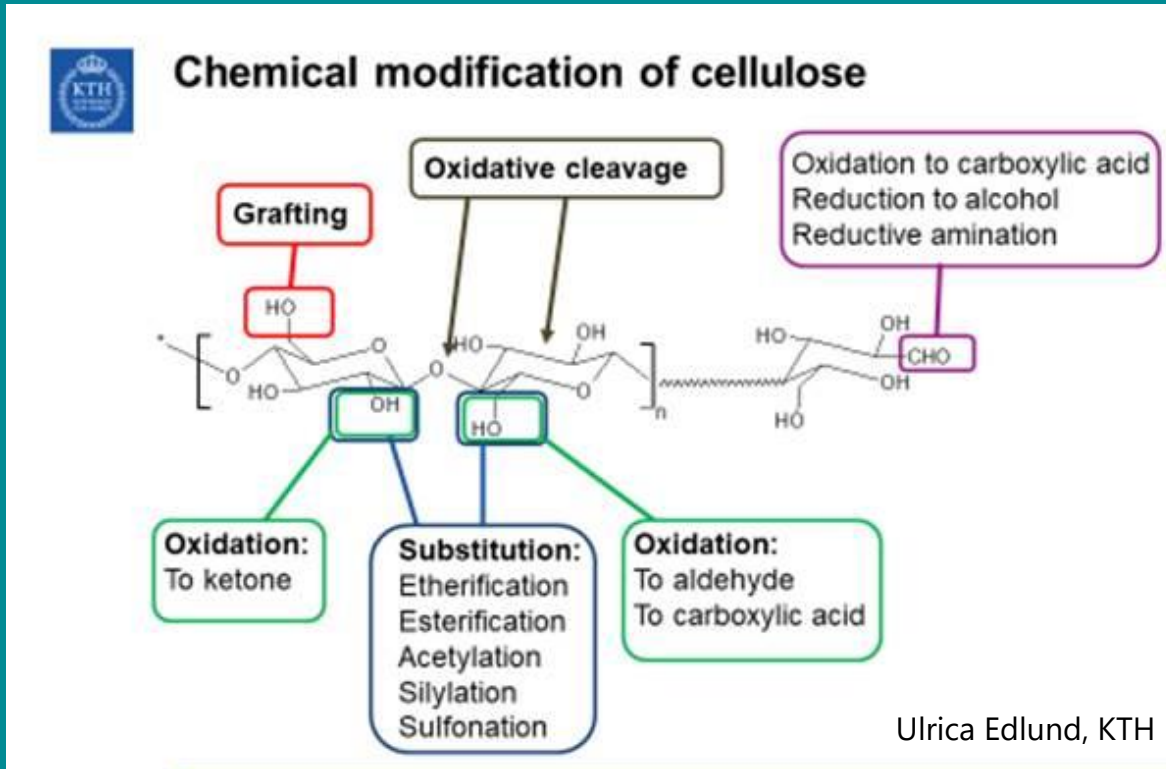 KTH
Chemical modification of cellulose
Oxidative cleavage
Oxidation to carboxylic acid
Reduction to alcohol
Reductive amination
Grafting
HO
O
HO
OH
O
O
HO
OH
O
HO
n
HO
OH
CHO
OH
HO
Oxidation:
To ketone
Substitution:
Etherification
Esterification
Acetylation
Silylation
Sulfonation
Oxidation:
To aldehyde
To carboxylic acid
Ulrica Edlund, KTH